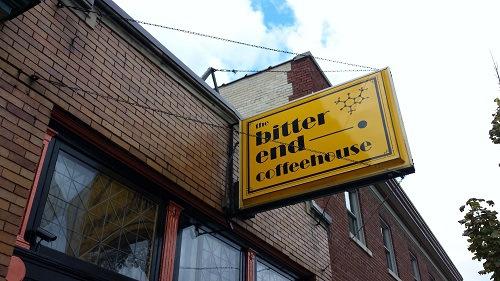 the
bitter
end
coffeehouse